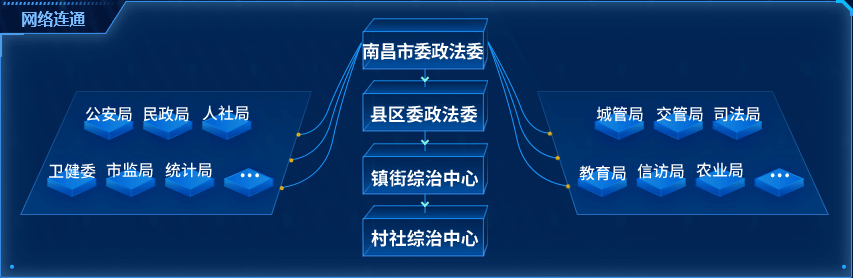 网络连通
南昌市委政法委
县区委政法委
镇街综治中心
村社综治中心
公安局 民政局 人社局
卫健委 市监局 统计局 ...
城管局 交管局 司法局
教育局 信访局 农业局 ...